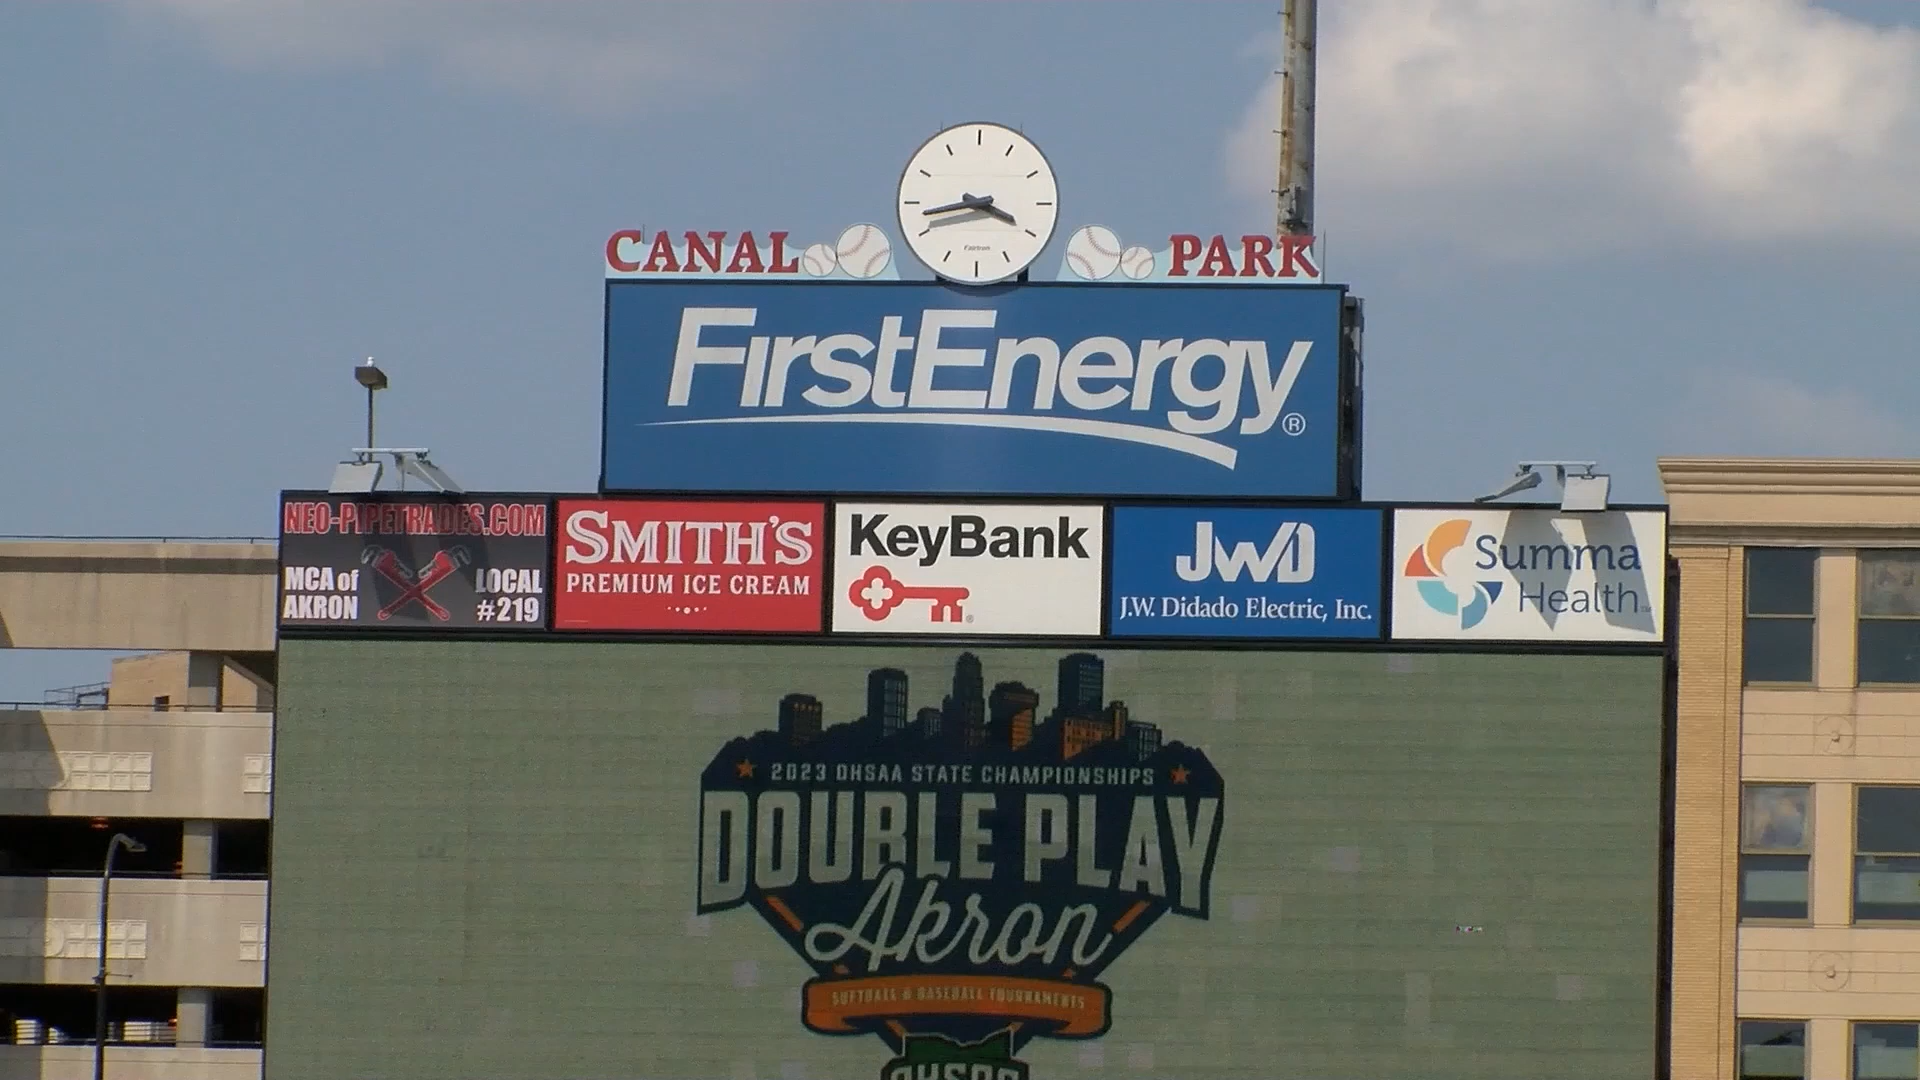 CANAL PARK
Fairtron
FirstEnergy®
NEO-PIPETRADES.COM
MCA of AKRON
LOCAL #219
SMITH'S
PREMIUM ICE CREAM
KeyBank
JWD
J.W. Didado Electric, Inc.
Summa
Health
2023 OHSAA STATE CHAMPIONSHIPS
DOUBLE PLAY
Akron
SOFTBALL & BASEBALL TOURNAMENTS
OHSAA